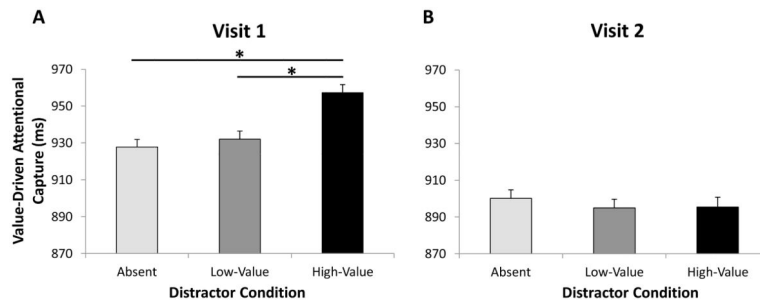 A
Visit 1
*
*
Value-Driven Attentional
Capture (ms)
970
950
930
910
890
870
Absent
Low-Value
High-Value
Distractor Condition
B
Visit 2
970
950
930
910
890
870
Absent
Low-Value
High-Value
Distractor Condition